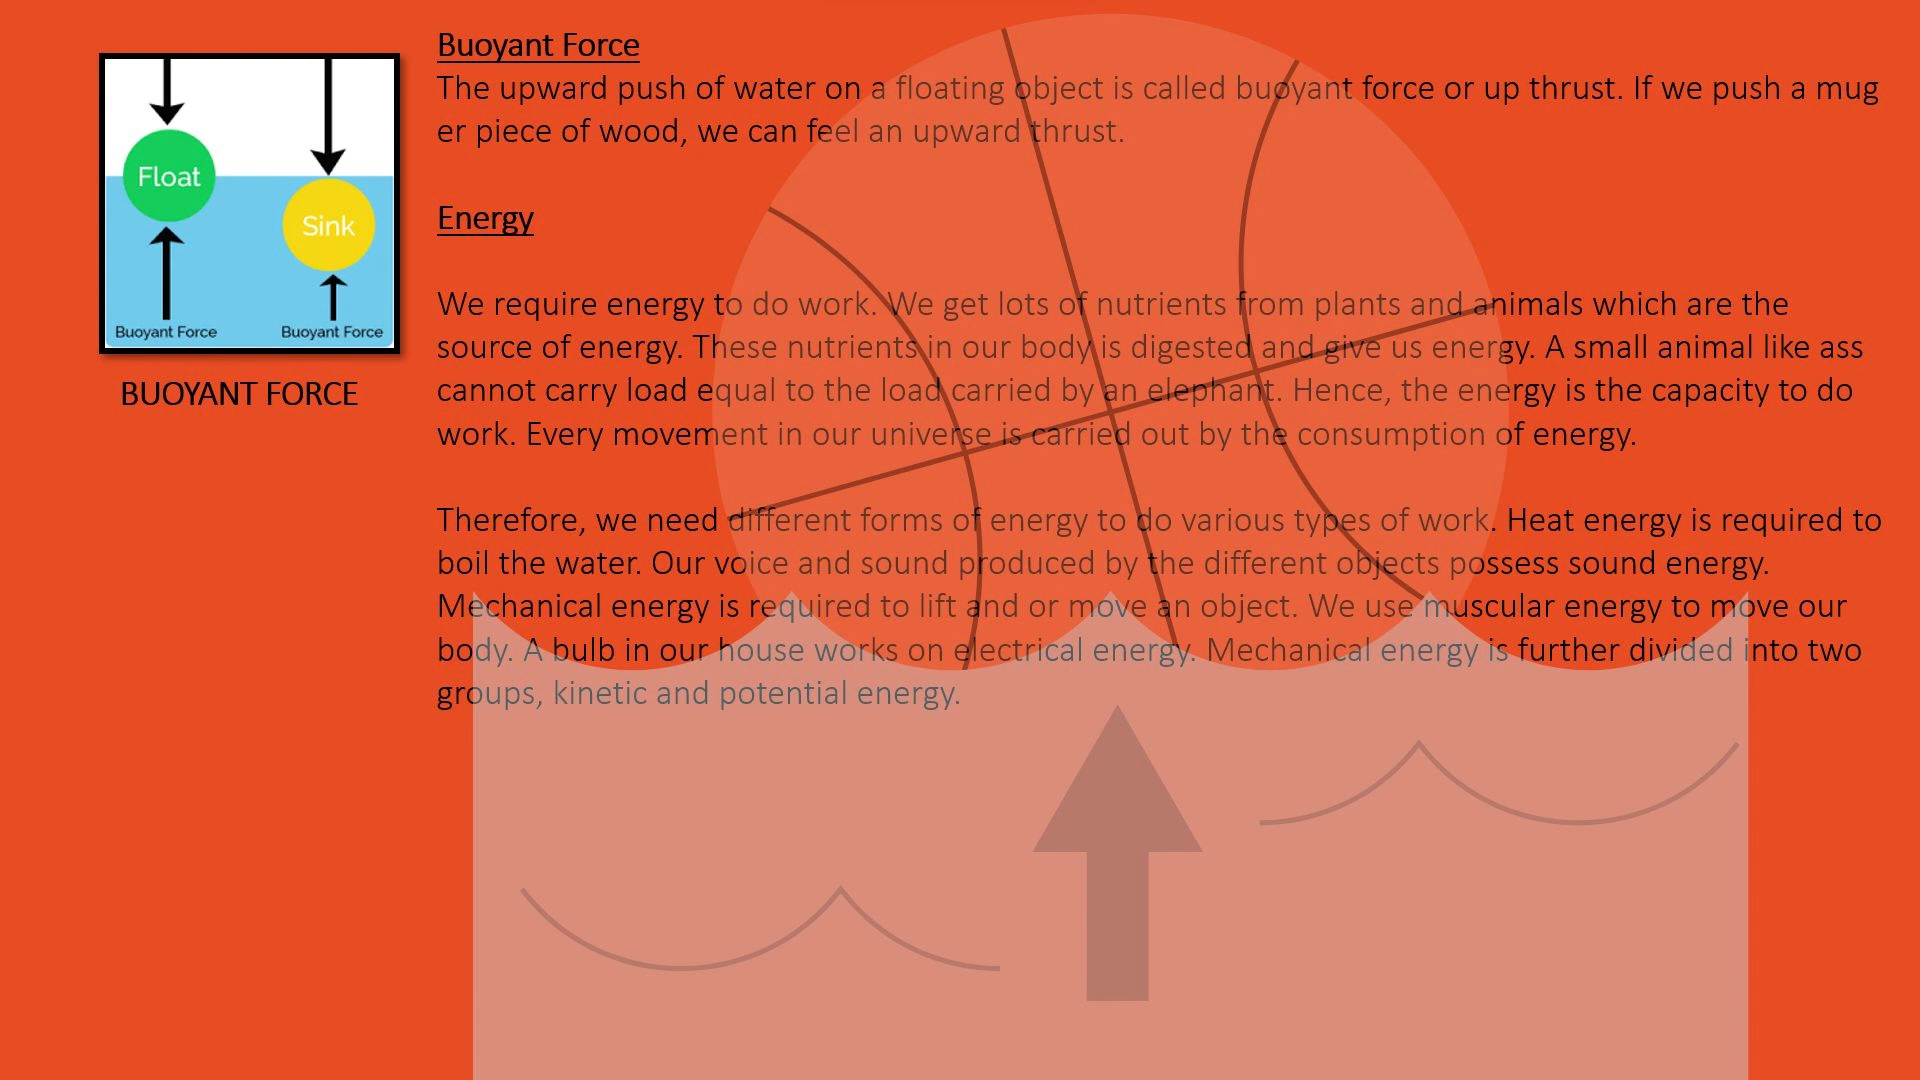 Buoyant Force
The upward push of water on a floating object is called buoyant force or up thrust. If we push a mug
er piece of wood, we can feel an upward thrust.
Energy
We require energy to do work. We get lots of nutrients from plants and animals which are the
source of energy. These nutrients in our body is digested and give us energy. A small animal like ass
cannot carry load equal to the load carried by an elephant. Hence, the energy is the capacity to do
work. Every movement in our universe is carried out by the consumption of energy.
Therefore, we need different forms of energy to do various types of work. Heat energy is required to
boil the water. Our voice and sound produced by the different objects possess sound energy.
Mechanical energy is required to lift and or move an object. We use muscular energy to move our
body. A bulb in our house works on electrical energy. Mechanical energy is further divided into two
groups, kinetic and potential energy.
Float
Sink
Buoyant Force
Buoyant Force
BUOYANT FORCE